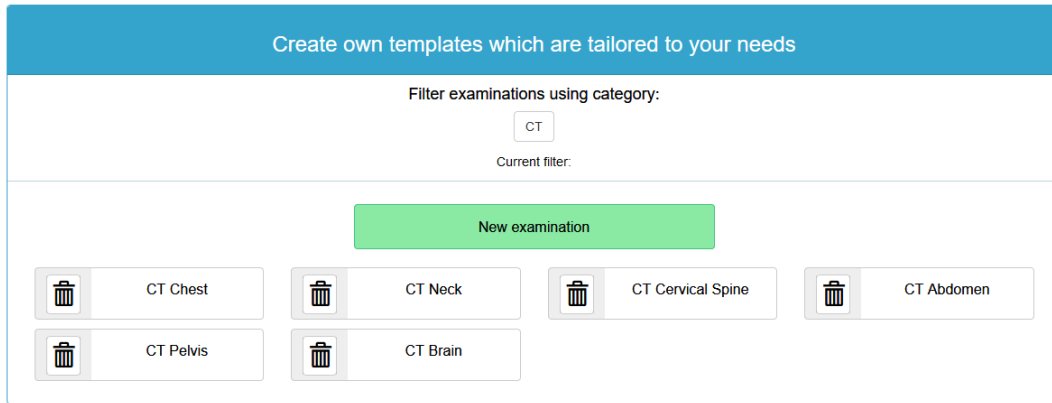 Create own templates which are tailored to your needs
Filter examinations using category:
CT
Current filter:
New examination
CT Chest
CT Neck
CT Cervical Spine
CT Abdomen
CT Pelvis
CT Brain